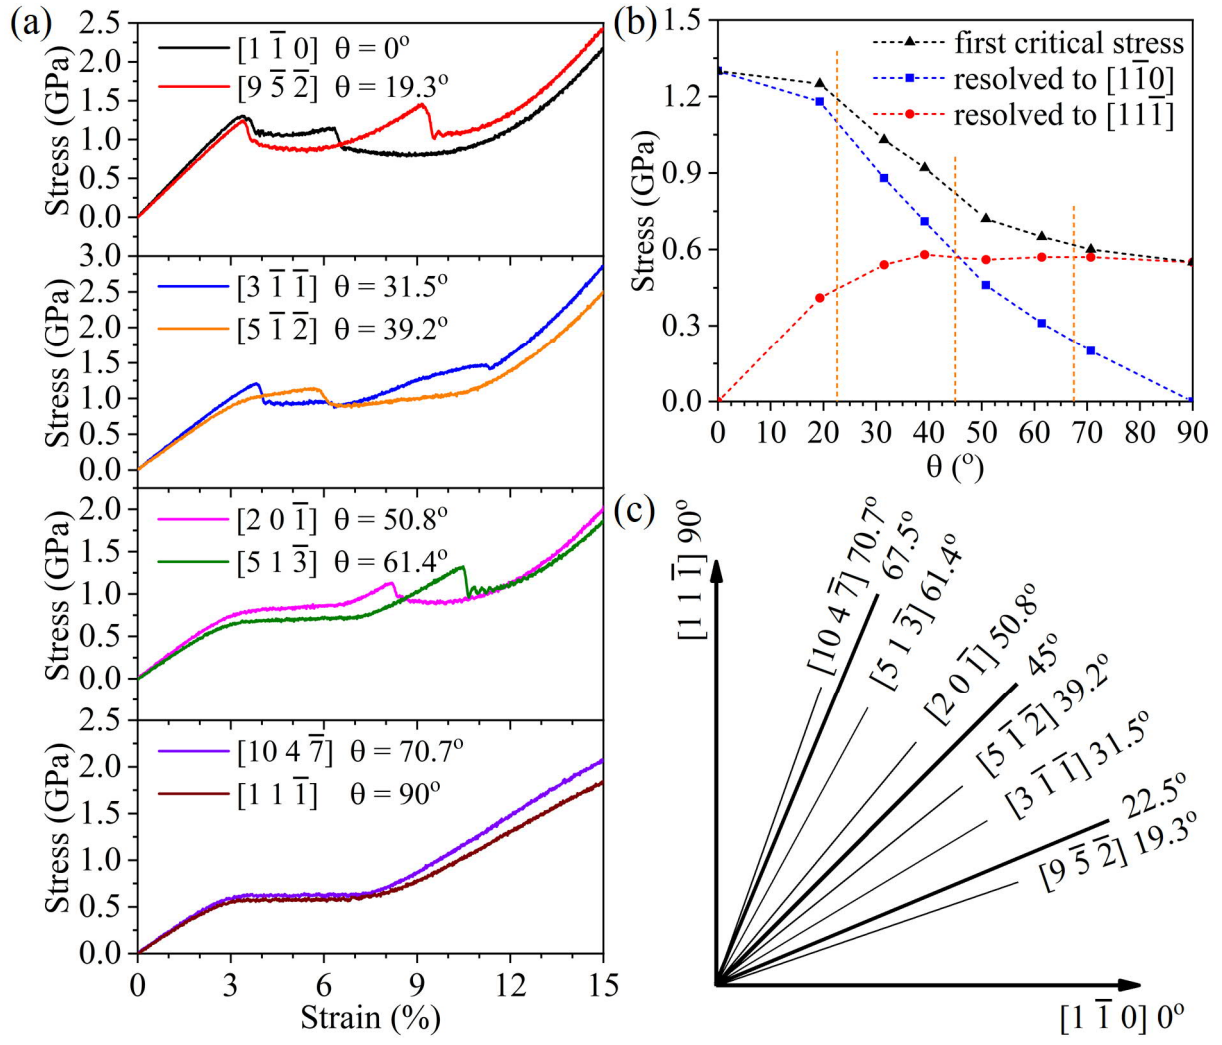 (a)
2.5
2.0
1.5
1.0
0.5
0.0
Stress (GPa)
[1 1̅ 0] θ = 0°
[9 5̅ 2̅] θ = 19.3°
3.0
2.5
2.0
1.5
1.0
0.5
0.0
Stress (GPa)
[3 1̅ 1̅] θ = 31.5°
[5 1̅ 2̅] θ = 39.2°
2.0
1.5
1.0
0.5
0.0
Stress (GPa)
[2 0 1̅] θ = 50.8°
[5 1 3̅] θ = 61.4°
2.5
2.0
1.5
1.0
0.5
0.0
Stress (GPa)
[10 4 7̅] θ = 70.7°
[1 1 1̅] θ = 90°
0 3 6 9 12 15
Strain (%)
(b)
1.5
1.2
0.9
0.6
0.3
0.0
Stress (GPa)
first critical stress
resolved to [11̅0]
resolved to [111̅]
0 10 20 30 40 50 60 70 80 90
θ (°)
(c)
[1 1 1̅] 90°
[10 4 7̅] 70.7°
67.5°
[5 1 3̅] 61.4°
[2 0 1̅] 50.8°
45°
[5 1̅ 2̅] 39.2°
[3 1̅ 1̅] 31.5°
22.5°
[9 5̅ 2̅] 19.3°
[1 1̅ 0] 0°